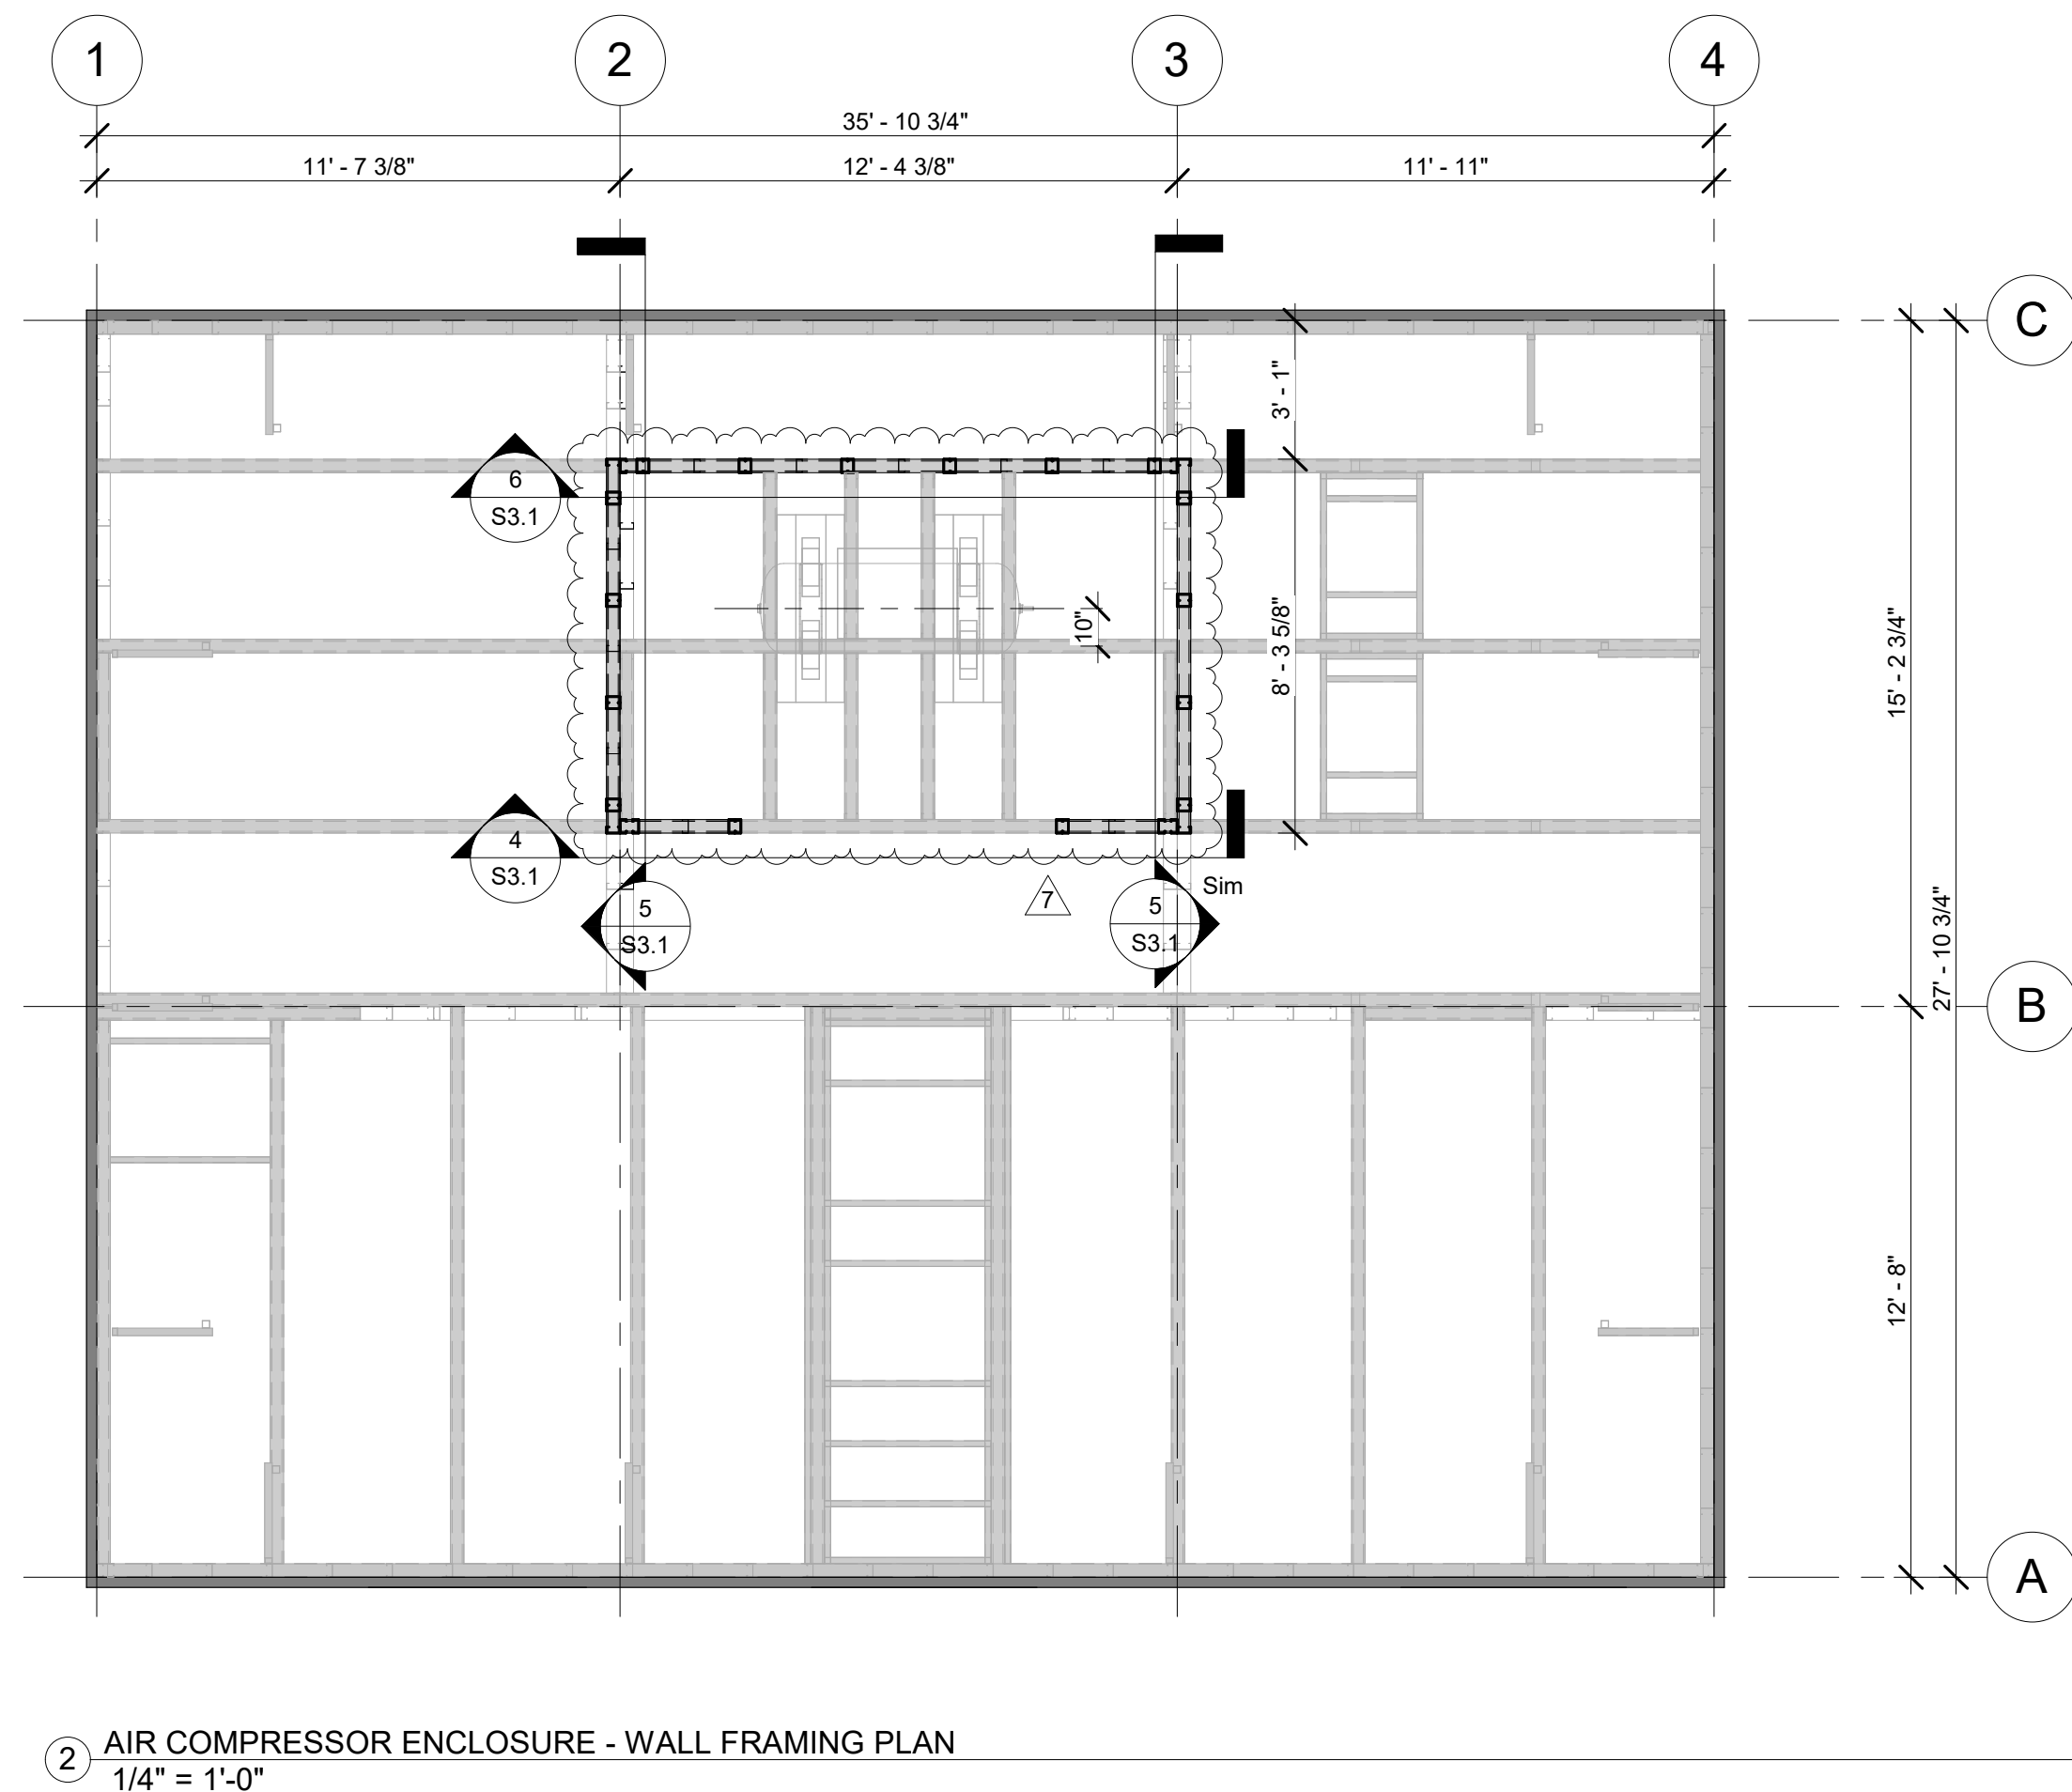 1
2
3
4
35' - 10 3/4"
11' - 7 3/8"
12' - 4 3/8"
11' - 11"
C
3' - 1"
6
S3.1
8' - 3 5/8"
10"
15' - 2 3/4"
4
S3.1
Sim
7
5
S3.1
5
S3.1
27' - 10 3/4"
B
12' - 8"
A
2
AIR COMPRESSOR ENCLOSURE - WALL FRAMING PLAN
1/4" = 1'-0"